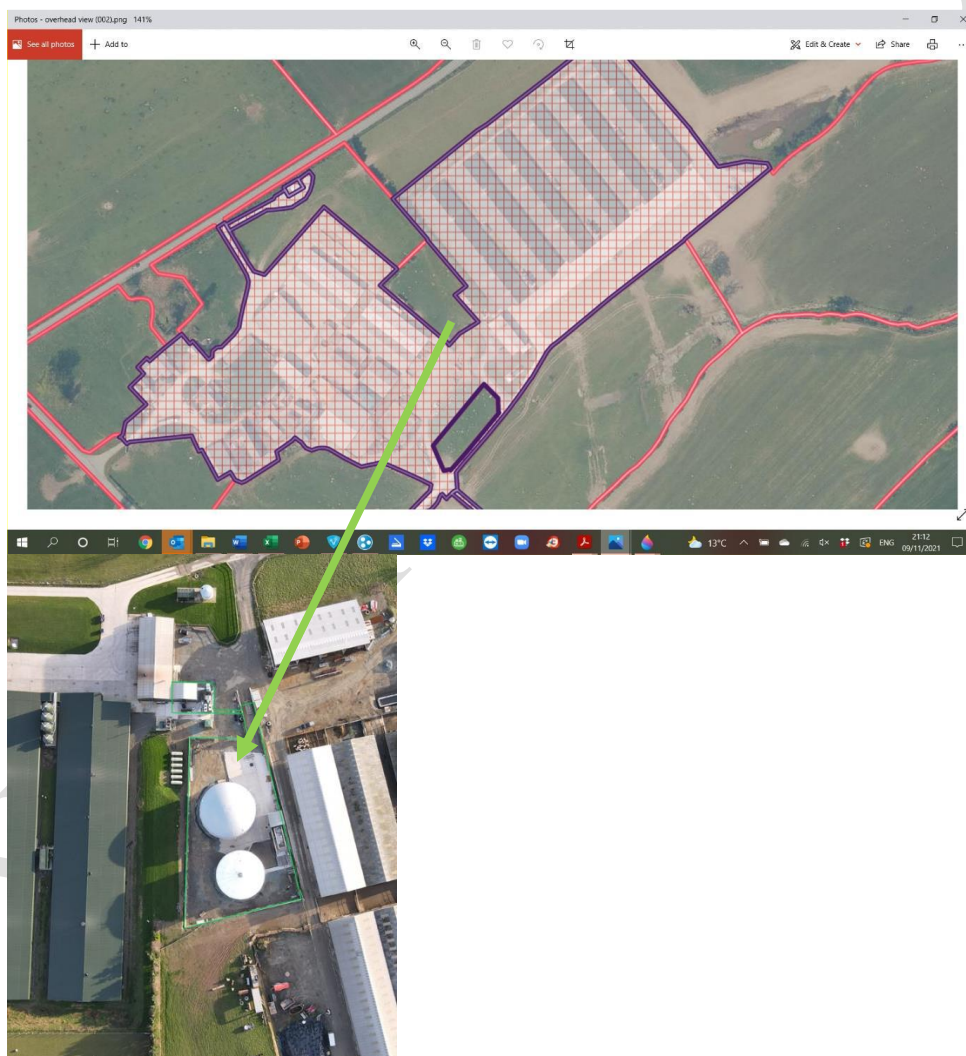 Photos - overhead view (002).png 141%
See all photos
Add to
Edit & Create
Share
13°C
ENG
21:12
09/11/2021